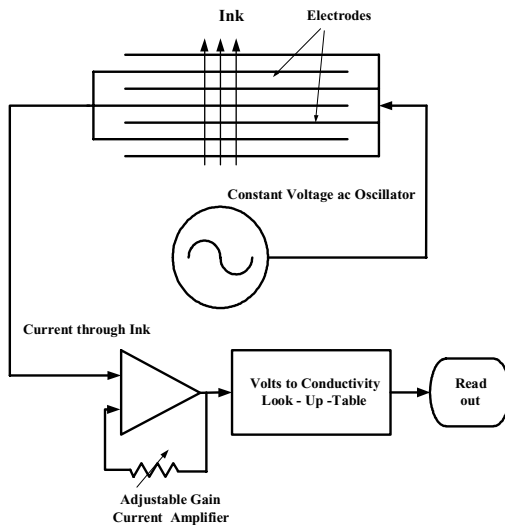 Ink
Electrodes
Constant Voltage ac Oscillator
Current through Ink
Volts to Conductivity
Look - Up -Table
Read
out
Adjustable Gain
Current Amplifier